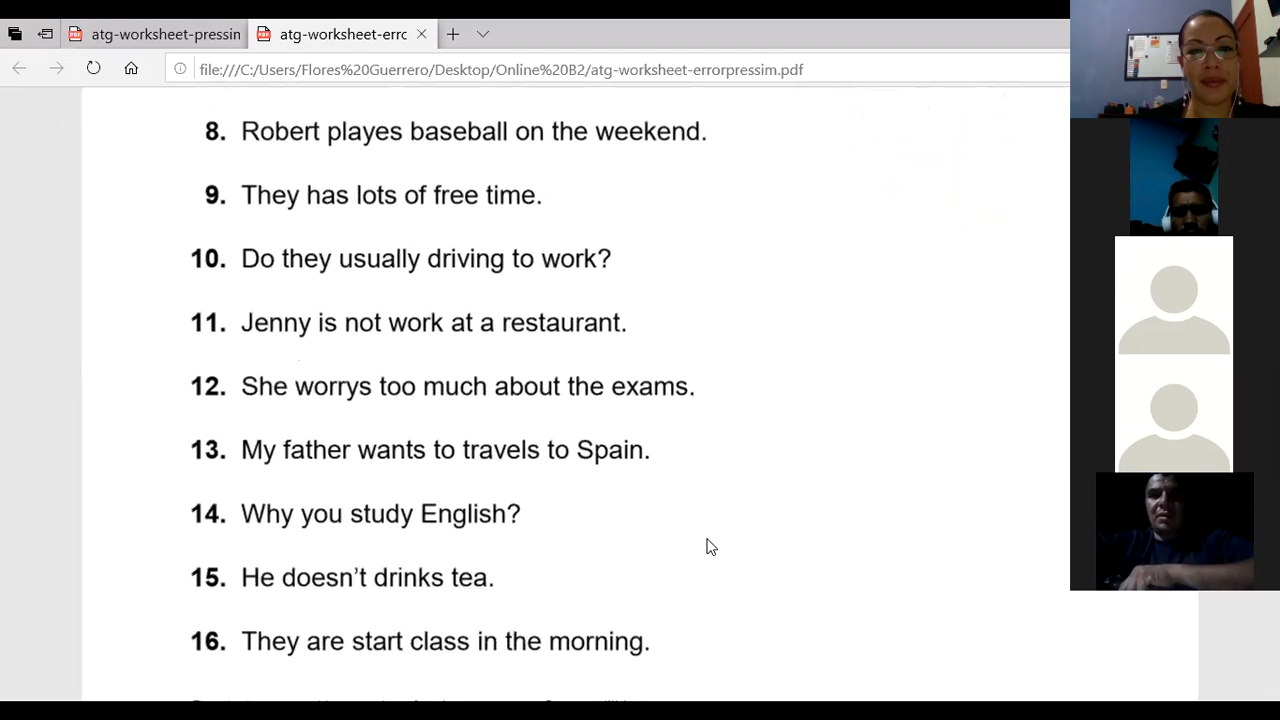 atg-worksheet-pressin
atg-worksheet-errc
file:///C:/Users/Flores%20Guerrero/Desktop/Online%20B2/atg-worksheet-errorpressim.pdf
8. Robert playes baseball on the weekend.
9. They has lots of free time.
10. Do they usually driving to work?
11. Jenny is not work at a restaurant.
12. She worrys too much about the exams.
13. My father wants to travels to Spain.
14. Why you study English?
15. He doesn't drinks tea.
16. They are start class in the morning.